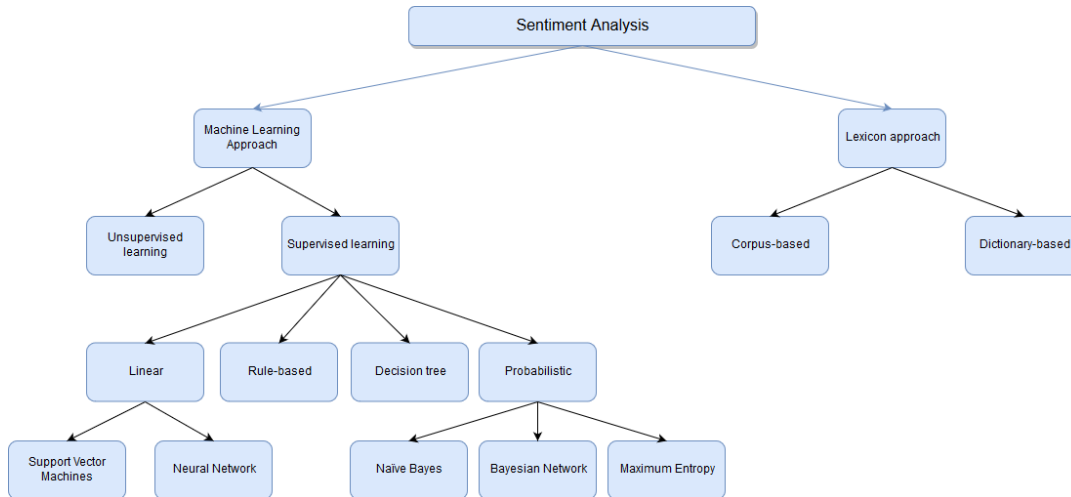 Sentiment Analysis
Machine Learning
Approach
Lexicon approach
Unsupervised
learning
Supervised learning
Corpus-based
Dictionary-based
Linear
Rule-based
Decision tree
Probabilistic
Support Vector
Machines
Neural Network
Naïve Bayes
Bayesian Network
Maximum Entropy